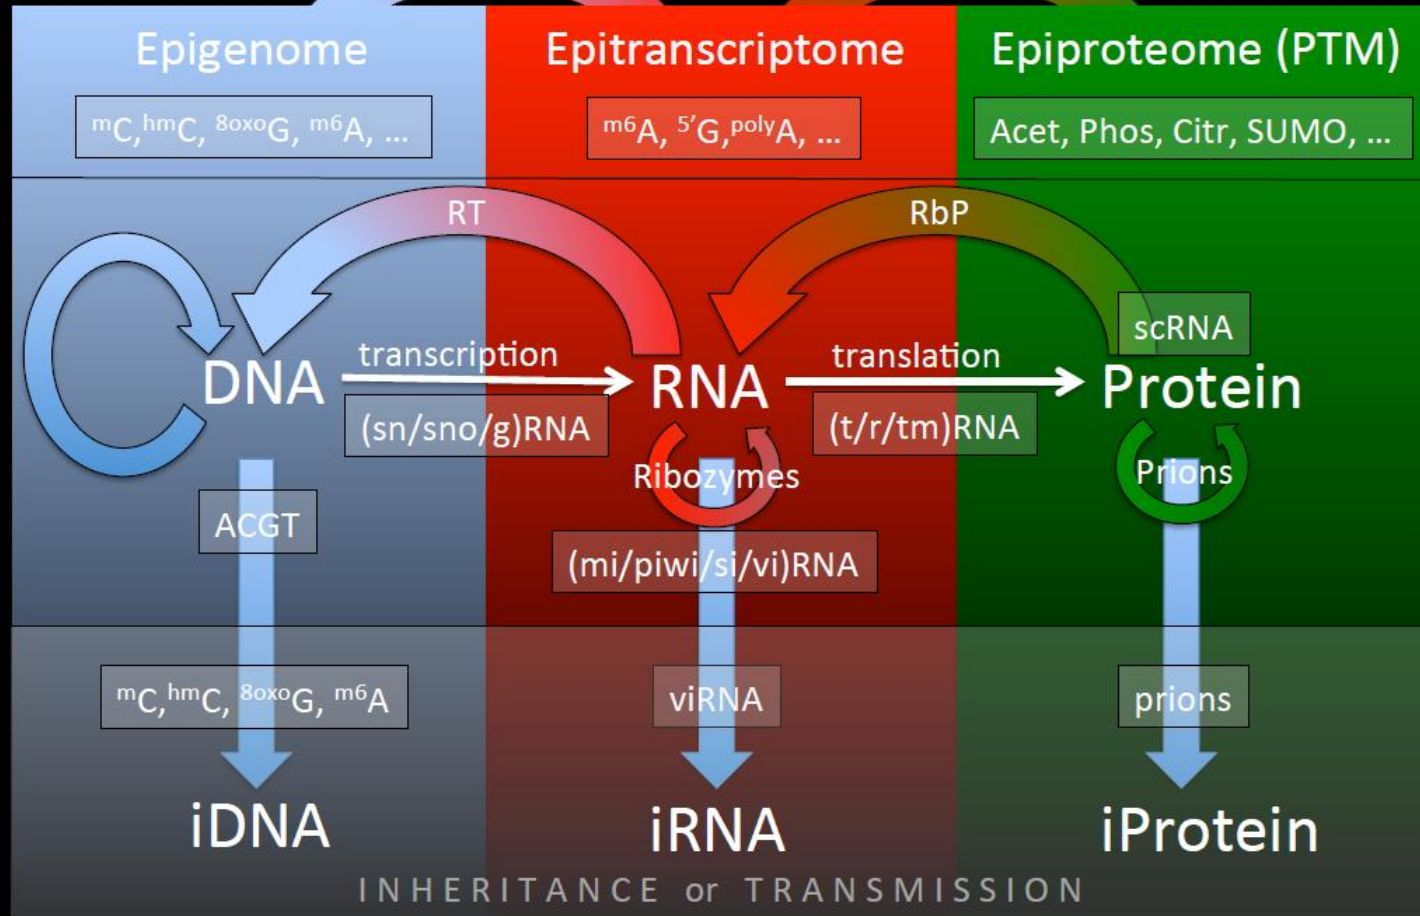 Epigenome
Epitranscriptome
Epiproteome (PTM)
ᵐC,ʰᵐC, ⁸ᵒˣᵒG, ᵐ⁶A, ...
ᵐ⁶A, ⁵′G,ᵖᵒˡʸA, ...
Acet, Phos, Citr, SUMO, ...
RT
RbP
scRNA
transcription
translation
DNA
RNA
Protein
(sn/sno/g)RNA
(t/r/tm)RNA
Ribozymes
Prions
ACGT
(mi/piwi/si/vi)RNA
ᵐC,ʰᵐC, ⁸ᵒˣᵒG, ᵐ⁶A
viRNA
prions
iDNA
iRNA
iProtein
INHERITANCE or TRANSMISSION